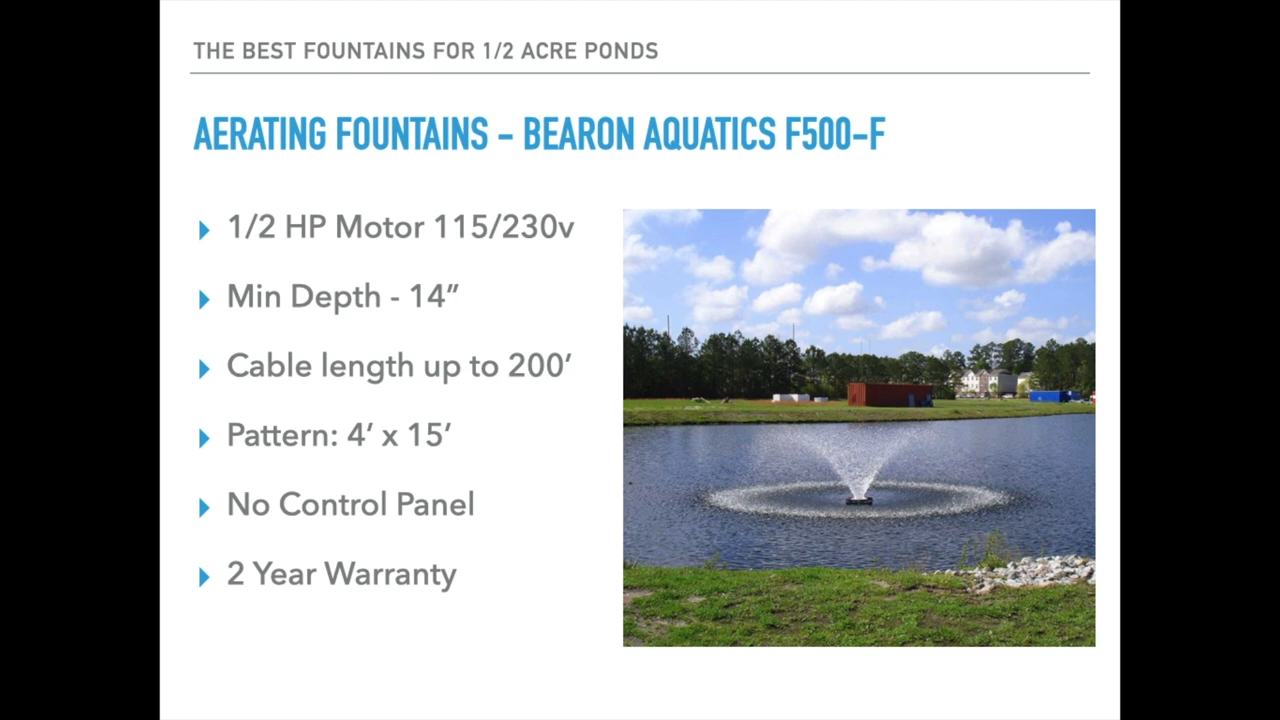 THE BEST FOUNTAINS FOR 1/2 ACRE PONDS
AERATING FOUNTAINS - BEARON AQUATICS F500-F
1/2 HP Motor 115/230v
Min Depth - 14”
Cable length up to 200’
Pattern: 4’ x 15’
No Control Panel
2 Year Warranty